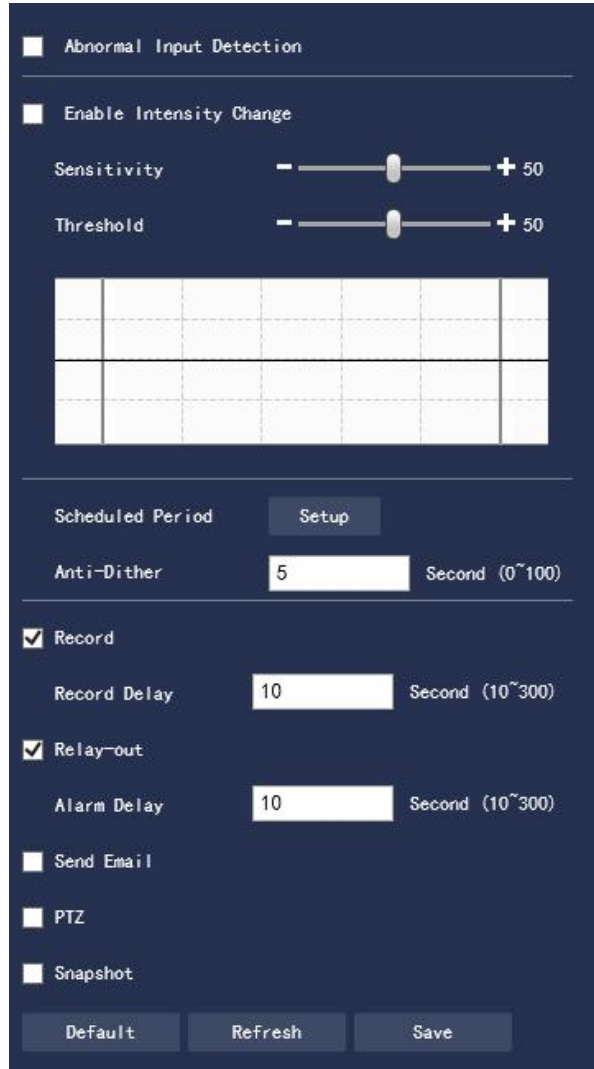 Abnormal Input Detection
Enable Intensity Change
Sensitivity - + 50
Threshold - + 50
Scheduled Period Setup
Anti-Dither 5 Second (0~100)
Record
Record Delay 10 Second (10~300)
Relay-out
Alarm Delay 10 Second (10~300)
Send Email
PTZ
Snapshot
Default Refresh Save